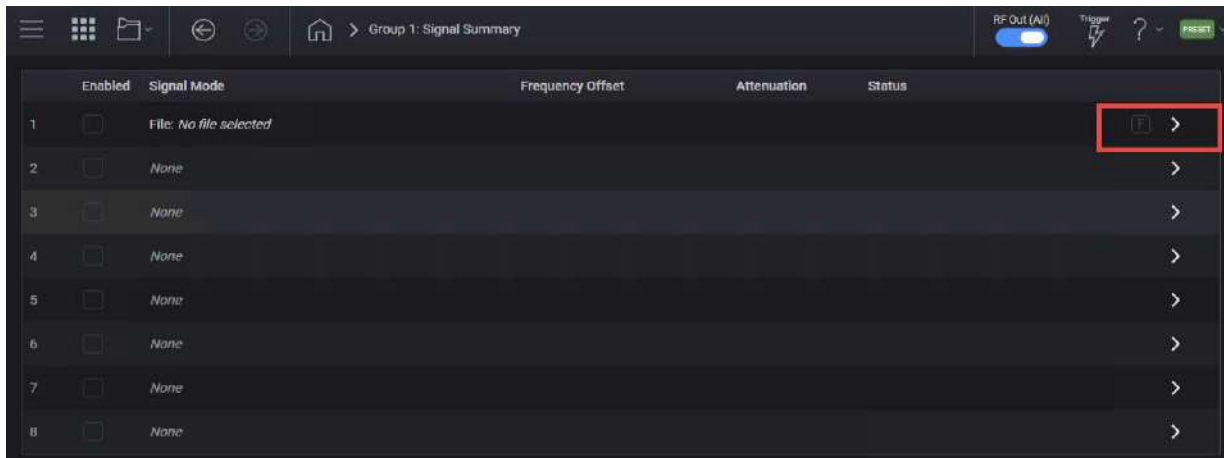 Group 1: Signal Summary
RF Out (All)
Trigger
?
PRESET
Enabled Signal Mode Frequency Offset Attenuation Status
1 File: No file selected F
2 None
3 None
4 None
5 None
6 None
7 None
8 None